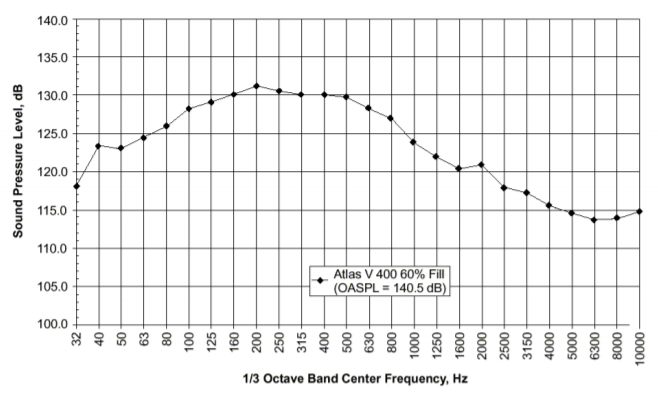 140.0
135.0
130.0
125.0
120.0
115.0
110.0
105.0
100.0
Sound Pressure Level, dB
Atlas V 400 60% Fill
(OASPL = 140.5 dB)
32 40 50 63 80 100 125 160 200 250 315 400 500 630 800 1000 1250 1600 2000 2500 3150 4000 5000 6300 8000 10000
1/3 Octave Band Center Frequency, Hz